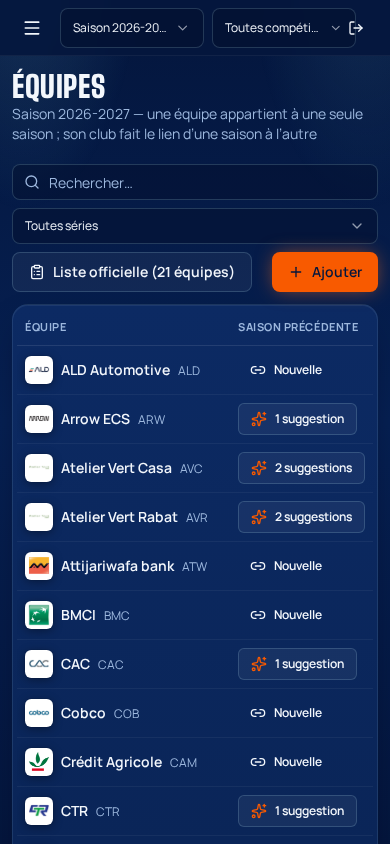 Saison 2026-20...
Toutes compéti...
ÉQUIPES
Saison 2026-2027 — une équipe appartient à une seule
saison ; son club fait le lien d'une saison à l'autre
Rechercher...
Toutes séries
Liste officielle (21 équipes)
Ajouter
ÉQUIPE
SAISON PRÉCÉDENTE
ALD
ALD Automotive ALD
Nouvelle
ARROW
Arrow ECS ARW
1 suggestion
Atelier Vert Casa AVC
2 suggestions
Atelier Vert Rabat AVR
2 suggestions
Attijariwafa bank ATW
Nouvelle
BMCI BMC
Nouvelle
CAC
CAC CAC
1 suggestion
cobco
Cobco COB
Nouvelle
Crédit Agricole CAM
Nouvelle
CTR
CTR CTR
1 suggestion